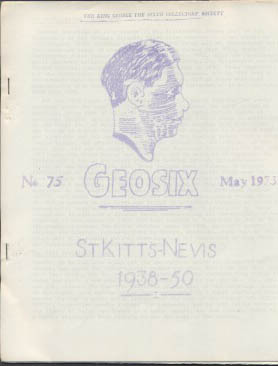 THE KING GEORGE THE SIXTH COLLECTORS' SOCIETY
No 75 GEOSIX May 1973
ST KITTS-NEVIS
1938-50